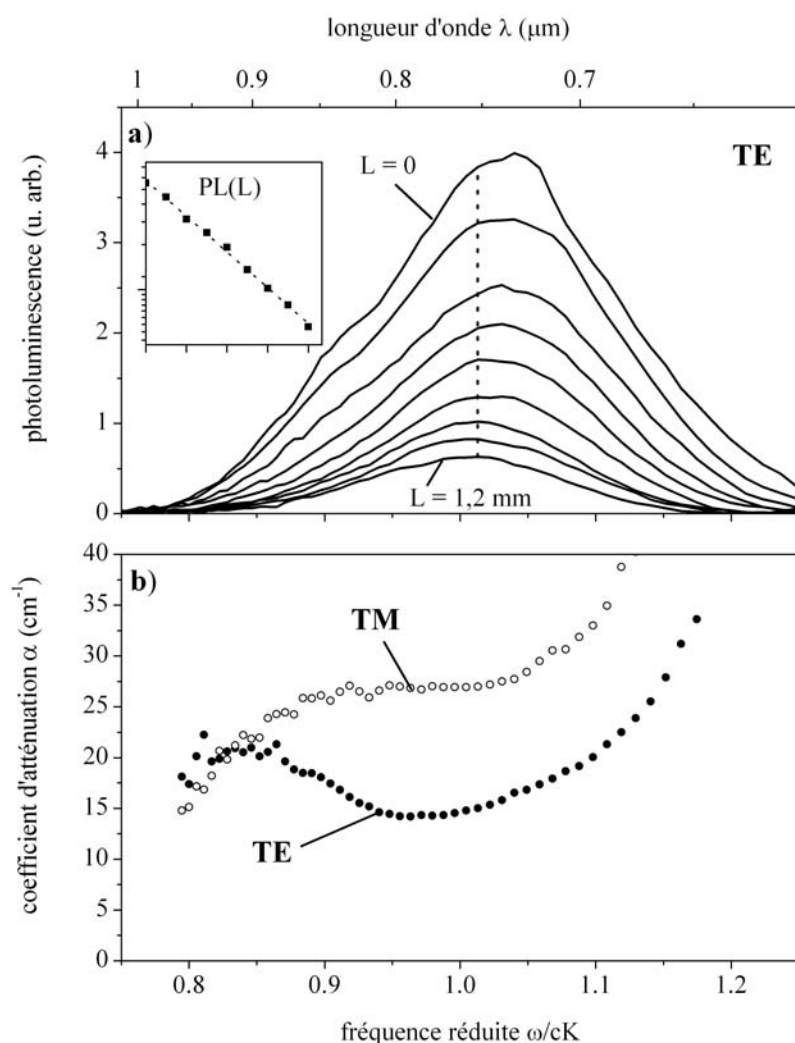 longueur d'onde λ (μm)
1 0.9 0.8 0.7
a)
TE
PL(L)
L = 0
L = 1,2 mm
photoluminescence (u. arb.)
4
3
2
1
0
b)
TM
TE
coefficient d'atténuation α (cm⁻¹)
40
35
30
25
20
15
10
5
0
0.8 0.9 1.0 1.1 1.2
fréquence réduite ω/cK